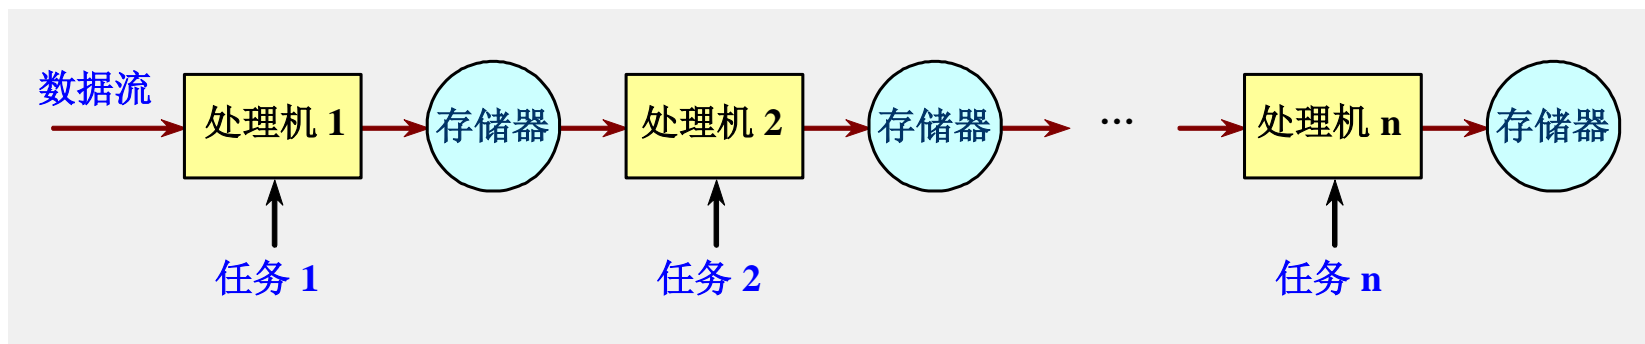 数据流
处理机 1
存储器
处理机 2
存储器
...
处理机 n
存储器
任务 1
任务 2
任务 n